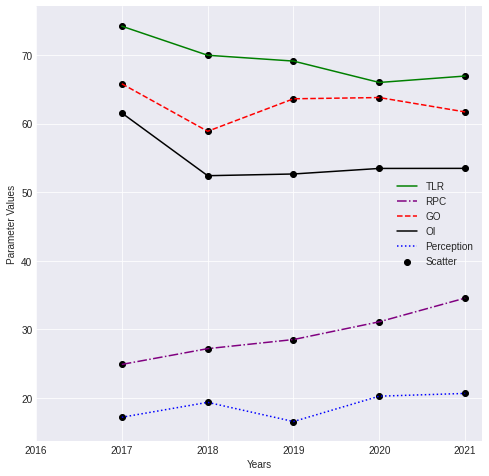 70
60
50
40
30
20
Parameter Values
TLR
RPC
GO
OI
Perception
Scatter
2016 2017 2018 2019 2020 2021
Years